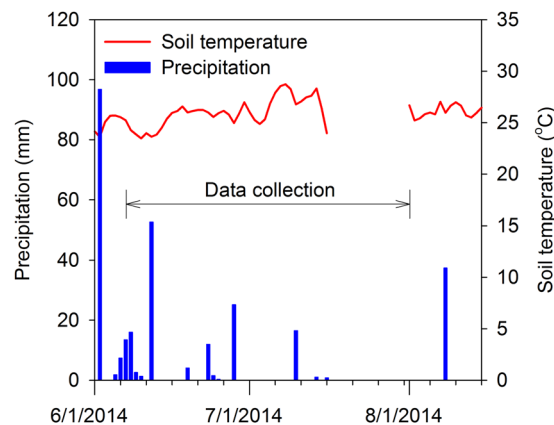 120
100
80
60
40
20
0
Precipitation (mm)
Soil temperature
Precipitation
Data collection
35
30
25
20
15
10
5
0
Soil temperature (°C)
6/1/2014 7/1/2014 8/1/2014